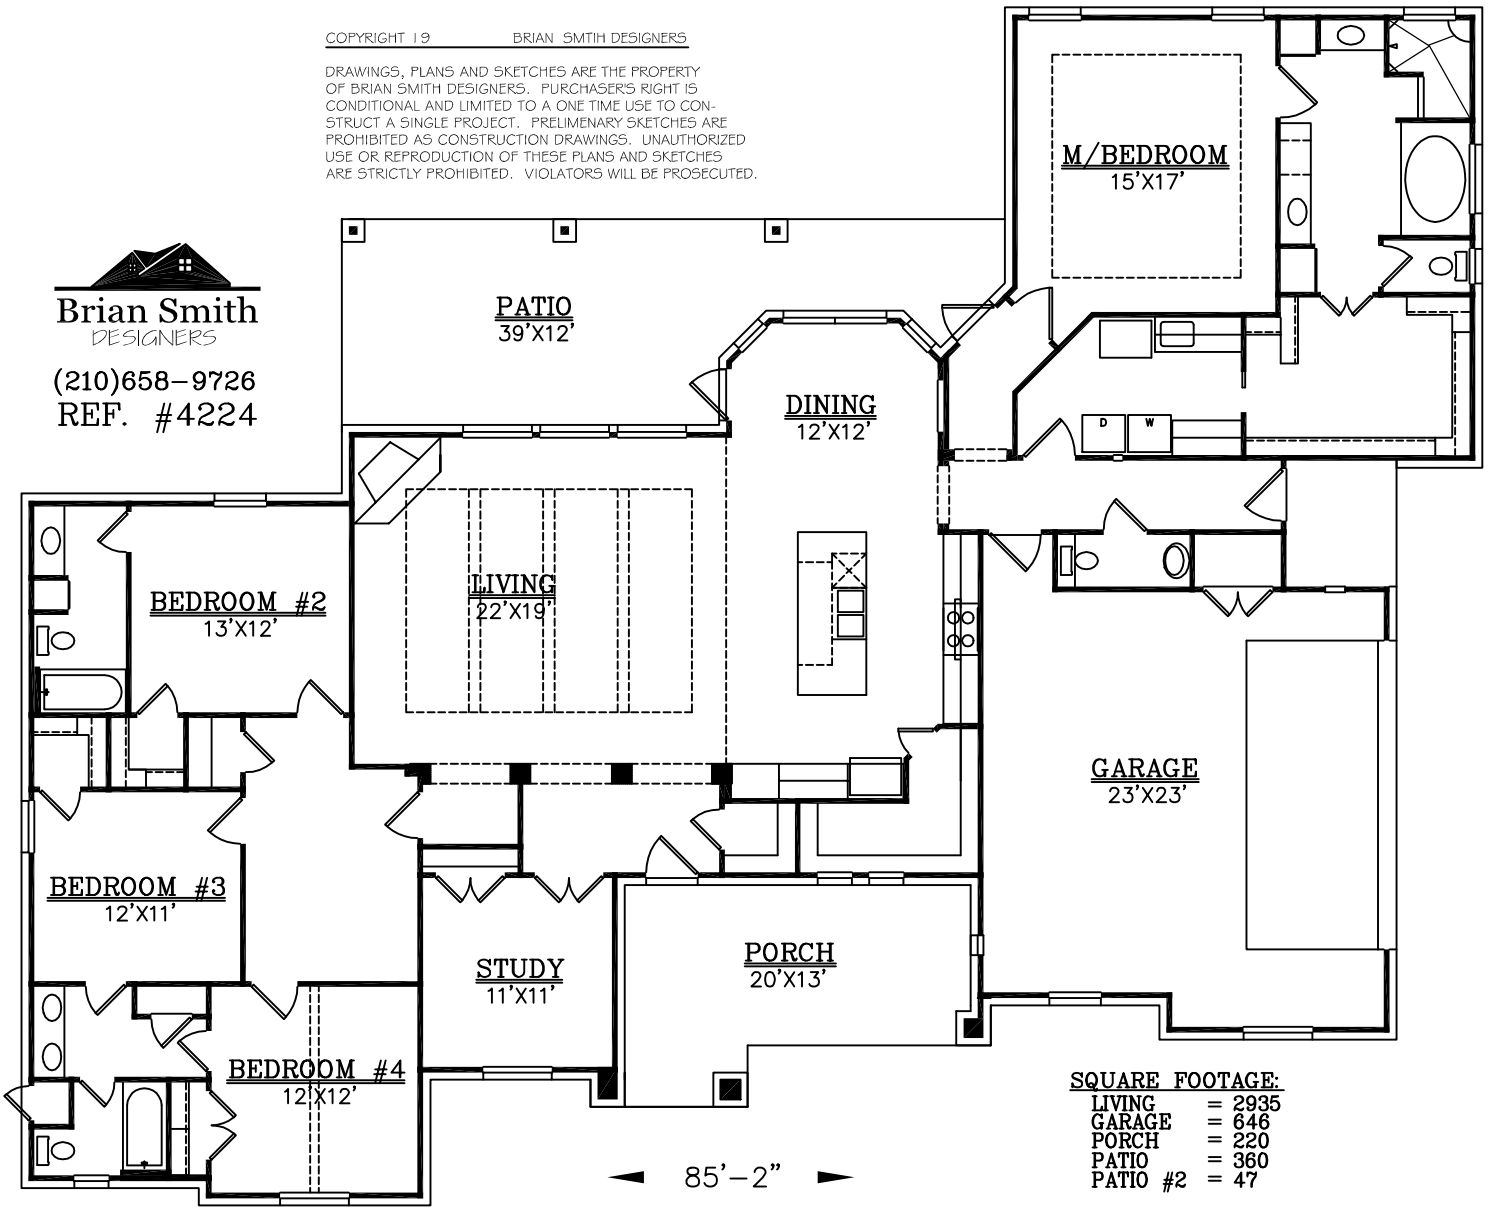 COPYRIGHT 19 BRIAN SMTIH DESIGNERS
DRAWINGS, PLANS AND SKETCHES ARE THE PROPERTY
OF BRIAN SMITH DESIGNERS. PURCHASER'S RIGHT IS
CONDITIONAL AND LIMITED TO A ONE TIME USE TO CON-
STRUCT A SINGLE PROJECT. PRELIMENARY SKETCHES ARE
PROHIBITED AS CONSTRUCTION DRAWINGS. UNAUTHORIZED
USE OR REPRODUCTION OF THESE PLANS AND SKETCHES
ARE STRICTLY PROHIBITED. VIOLATORS WILL BE PROSECUTED.
M/BEDROOM
15'X17'
Brian Smith
DESIGNERS
(210)658-9726
REF. #4224
PATIO
39'X12'
DINING
12'X12'
D W
LIVING
22'X19'
BEDROOM #2
13'X12'
GARAGE
23'X23'
BEDROOM #3
12'X11'
PORCH
20'X13'
STUDY
11'X11'
BEDROOM #4
12'X12'
SQUARE FOOTAGE:
LIVING = 2935
GARAGE = 646
PORCH = 220
PATIO = 360
PATIO #2 = 47
85'-2"